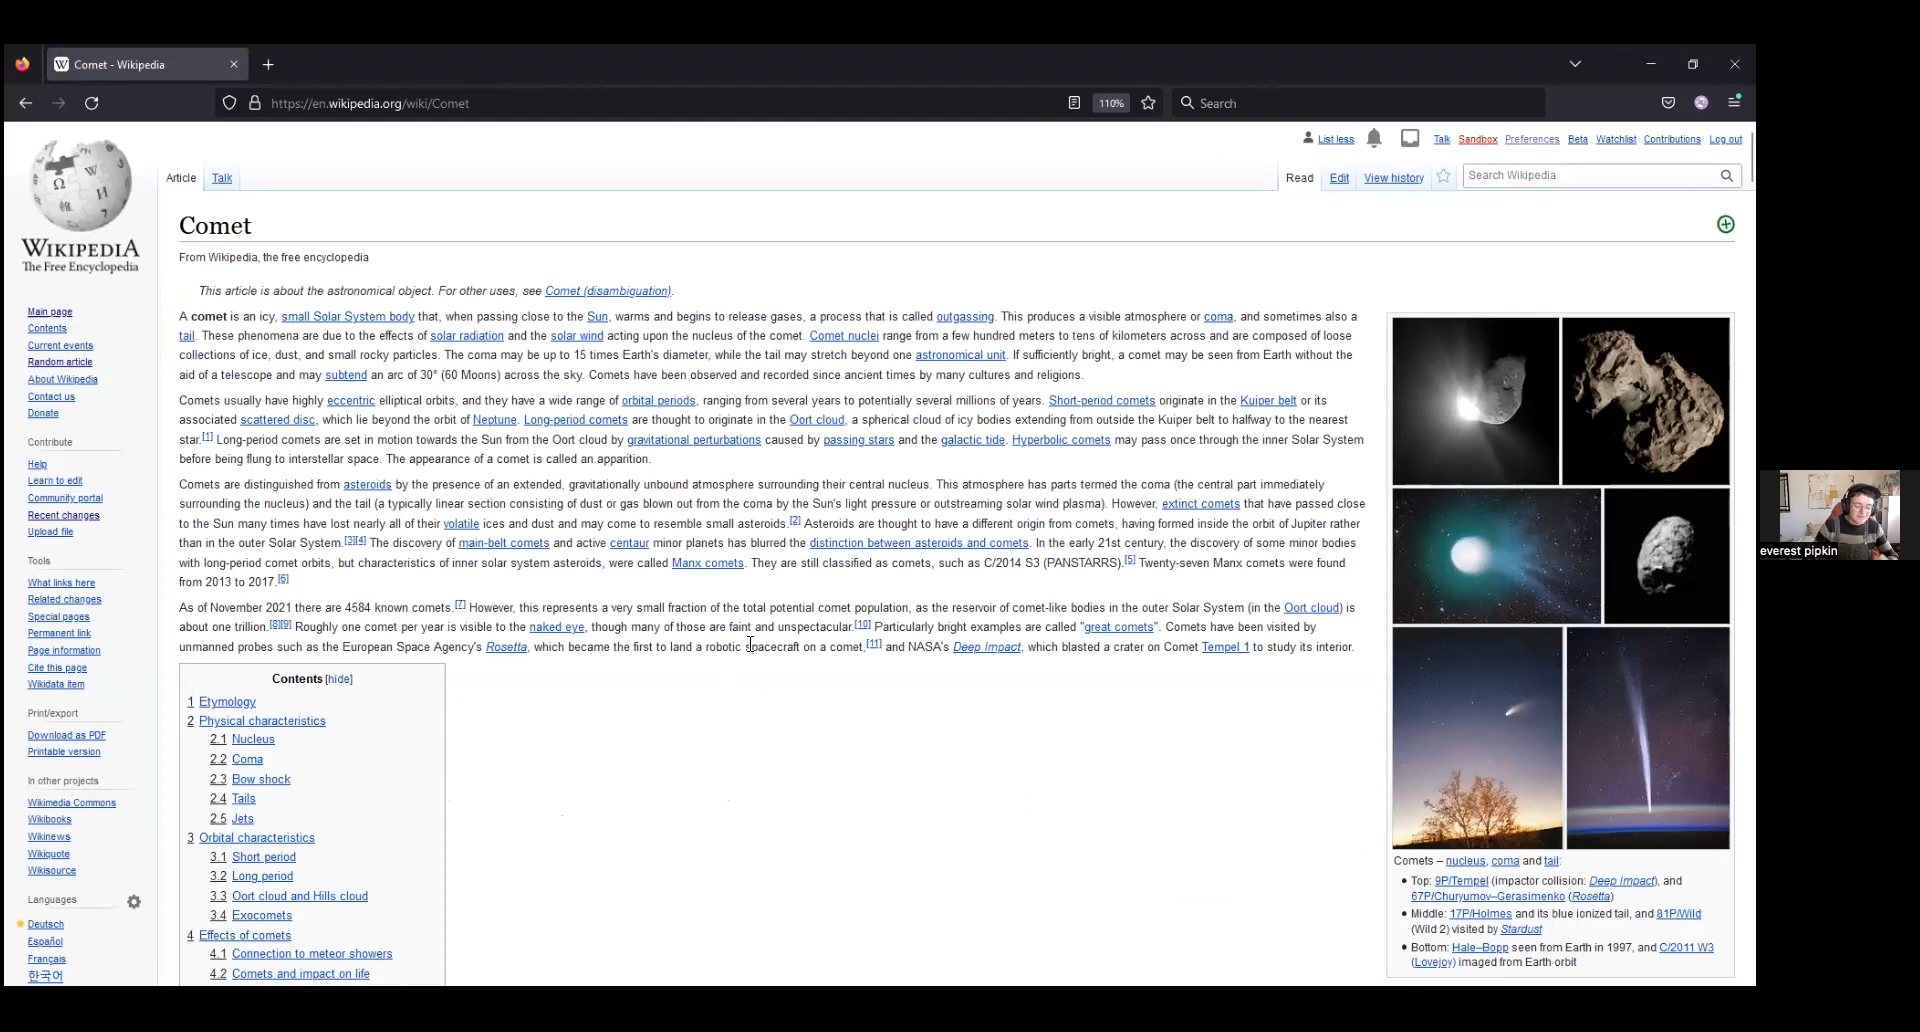 Comet - Wikipedia
https://en.wikipedia.org/wiki/Comet
110%
Search
WIKIPEDIA
The Free Encyclopedia
List less
Talk
Sandbox
Preferences
Beta
Watchlist
Contributions
Log out
Article
Talk
Read
Edit
View history
Search Wikipedia
Comet
From Wikipedia, the free encyclopedia
This article is about the astronomical object. For other uses, see Comet (disambiguation).
A comet is an icy, small Solar System body that, when passing close to the Sun, warms and begins to release gases, a process that is called outgassing. This produces a visible atmosphere or coma, and sometimes also a
tail. These phenomena are due to the effects of solar radiation and the solar wind acting upon the nucleus of the comet. Comet nuclei range from a few hundred meters to tens of kilometers across and are composed of loose
collections of ice, dust, and small rocky particles. The coma may be up to 15 times Earth's diameter, while the tail may stretch beyond one astronomical unit. If sufficiently bright, a comet may be seen from Earth without the
aid of a telescope and may subtend an arc of 30° (60 Moons) across the sky. Comets have been observed and recorded since ancient times by many cultures and religions.
Comets usually have highly eccentric elliptical orbits, and they have a wide range of orbital periods, ranging from several years to potentially several millions of years. Short-period comets originate in the Kuiper belt or its
associated scattered disc, which lie beyond the orbit of Neptune. Long-period comets are thought to originate in the Oort cloud, a spherical cloud of icy bodies extending from outside the Kuiper belt to halfway to the nearest
star.[1] Long-period comets are set in motion towards the Sun from the Oort cloud by gravitational perturbations caused by passing stars and the galactic tide. Hyperbolic comets may pass once through the inner Solar System
before being flung to interstellar space. The appearance of a comet is called an apparition.
Comets are distinguished from asteroids by the presence of an extended, gravitationally unbound atmosphere surrounding their central nucleus. This atmosphere has parts termed the coma (the central part immediately
surrounding the nucleus) and the tail (a typically linear section consisting of dust or gas blown out from the coma by the Sun's light pressure or outstreaming solar wind plasma). However, extinct comets that have passed close
to the Sun many times have lost nearly all of their volatile ices and dust and may come to resemble small asteroids.[2] Asteroids are thought to have a different origin from comets, having formed inside the orbit of Jupiter rather
than in the outer Solar System.[3][4] The discovery of main-belt comets and active centaur minor planets has blurred the distinction between asteroids and comets. In the early 21st century, the discovery of some minor bodies
with long-period comet orbits, but characteristics of inner solar system asteroids, were called Manx comets. They are still classified as comets, such as C/2014 S3 (PANSTARRS).[5] Twenty-seven Manx comets were found
from 2013 to 2017.[6]
As of November 2021 there are 4584 known comets.[7] However, this represents a very small fraction of the total potential comet population, as the reservoir of comet-like bodies in the outer Solar System (in the Oort cloud) is
about one trillion.[8][9] Roughly one comet per year is visible to the naked eye, though many of those are faint and unspectacular.[10] Particularly bright examples are called "great comets". Comets have been visited by
unmanned probes such as the European Space Agency's Rosetta, which became the first to land a robotic spacecraft on a comet,[11] and NASA's Deep Impact, which blasted a crater on Comet Tempel 1 to study its interior.
Contents [hide]
1 Etymology
2 Physical characteristics
2.1 Nucleus
2.2 Coma
2.3 Bow shock
2.4 Tails
2.5 Jets
3 Orbital characteristics
3.1 Short period
3.2 Long period
3.3 Oort cloud and Hills cloud
3.4 Exocomets
4 Effects of comets
4.1 Connection to meteor showers
4.2 Comets and impact on life
Comets – nucleus, coma and tail:
Top: 9P/Tempel (impactor collision: Deep Impact), and
67P/Churyumov–Gerasimenko (Rosetta)
Middle: 17P/Holmes and its blue ionized tail, and 81P/Wild
(Wild 2) visited by Stardust
Bottom: Hale–Bopp seen from Earth in 1997, and C/2011 W3
(Lovejoy) imaged from Earth orbit
Main page
Contents
Current events
Random article
About Wikipedia
Contact us
Donate
Contribute
Help
Learn to edit
Community portal
Recent changes
Upload file
Tools
What links here
Related changes
Special pages
Permanent link
Page information
Cite this page
Wikidata item
Print/export
Download as PDF
Printable version
In other projects
Wikimedia Commons
Wikibooks
Wikinews
Wikiquote
Wikisource
Languages
Deutsch
Español
Français
한국어
everest pipkin